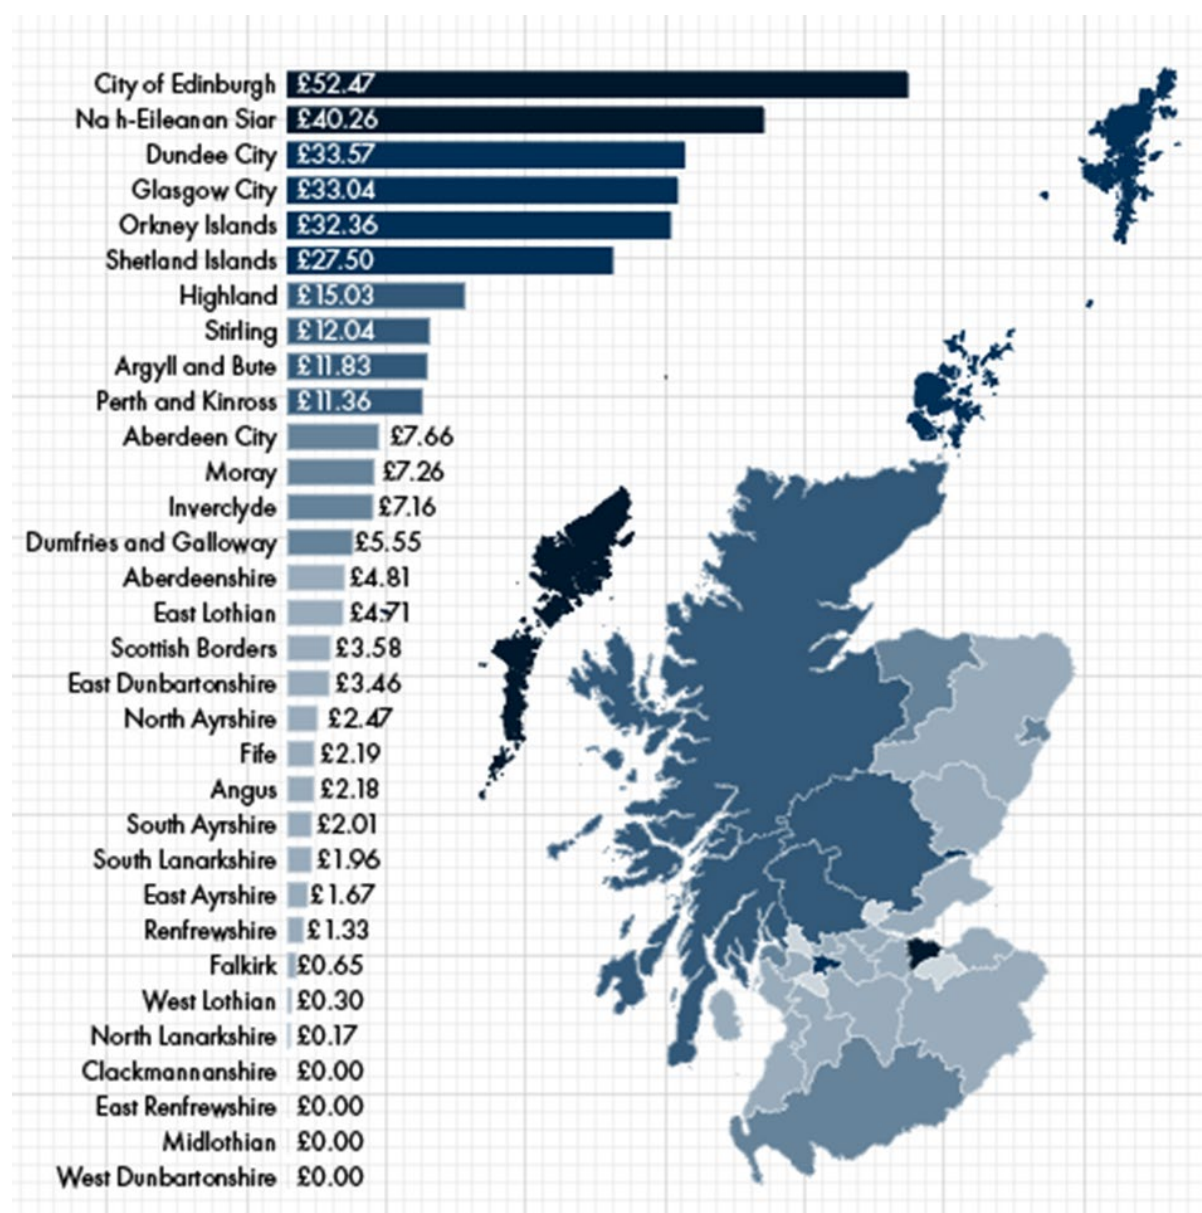 City of Edinburgh £52.47
Na h-Eileanan Siar £40.26
Dundee City £33.57
Glasgow City £33.04
Orkney Islands £32.36
Shetland Islands £27.50
Highland £15.03
Stirling £12.04
Argyll and Bute £11.83
Perth and Kinross £11.36
Aberdeen City £7.66
Moray £7.26
Inverclyde £7.16
Dumfries and Galloway £5.55
Aberdeenshire £4.81
East Lothian £4.71
Scottish Borders £3.58
East Dunbartonshire £3.46
North Ayrshire £2.47
Fife £2.19
Angus £2.18
South Ayrshire £2.01
South Lanarkshire £1.96
East Ayrshire £1.67
Renfrewshire £1.33
Falkirk £0.65
West Lothian £0.30
North Lanarkshire £0.17
Clackmannanshire £0.00
East Renfrewshire £0.00
Midlothian £0.00
West Dunbartonshire £0.00